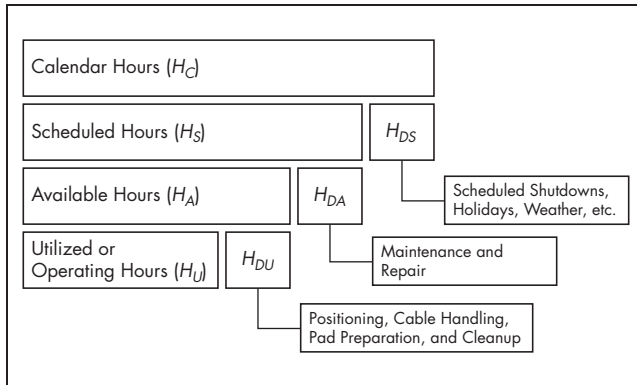 Calendar Hours (H_C)
Scheduled Hours (H_S)
H_DS
Available Hours (H_A)
H_DA
Scheduled Shutdowns,
Holidays, Weather, etc.
Utilized or
Operating Hours (H_U)
H_DU
Maintenance and
Repair
Positioning, Cable Handling,
Pad Preparation, and Cleanup